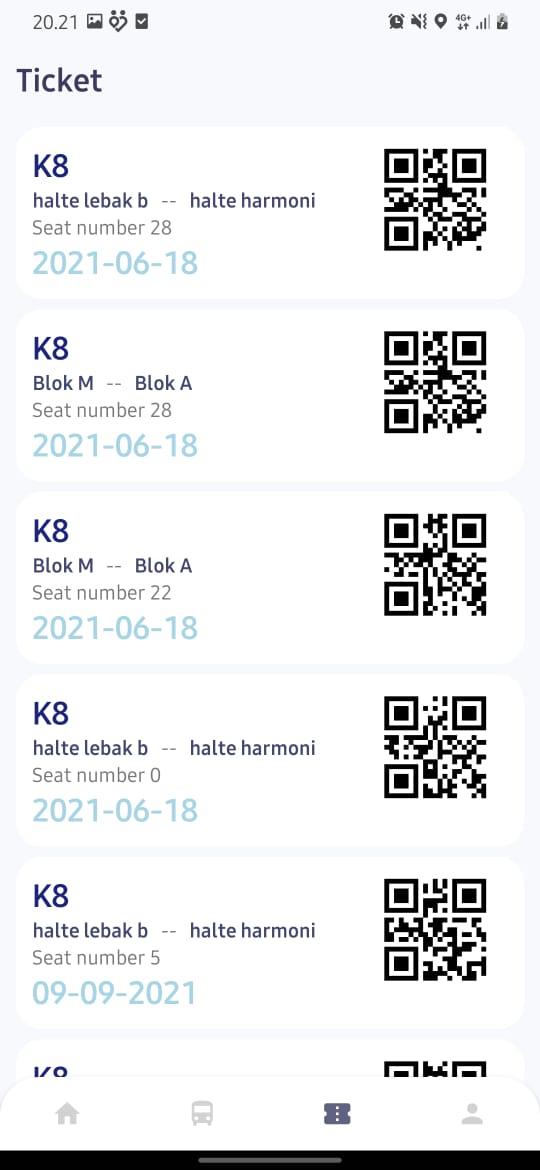 20.21
4G+
Ticket
K8
halte lebak b -- halte harmoni
Seat number 28
2021-06-18
K8
Blok M -- Blok A
Seat number 28
2021-06-18
K8
Blok M -- Blok A
Seat number 22
2021-06-18
K8
halte lebak b -- halte harmoni
Seat number 0
2021-06-18
K8
halte lebak b -- halte harmoni
Seat number 5
09-09-2021
K8